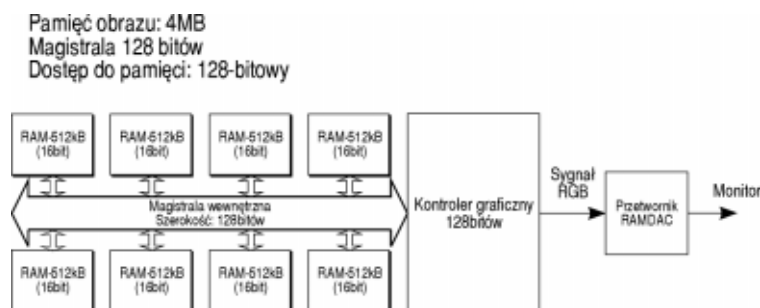 Pamięć obrazu: 4MB
Magistrala 128 bitów
Dostęp do pamięci: 128-bitowy
RAM-512kB
(16bit)
RAM-512kB
(16bit)
RAM-512kB
(16bit)
RAM-512kB
(16bit)
Magistrala wewnętrzna
Szerokość: 128bitów
Kontroler graficzny
128bitów
Sygnał
RGB
Przetwornik
RAMDAC
Monitor
RAM-512kB
(16bit)
RAM-512kB
(16bit)
RAM-512kB
(16bit)
RAM-512kB
(16bit)